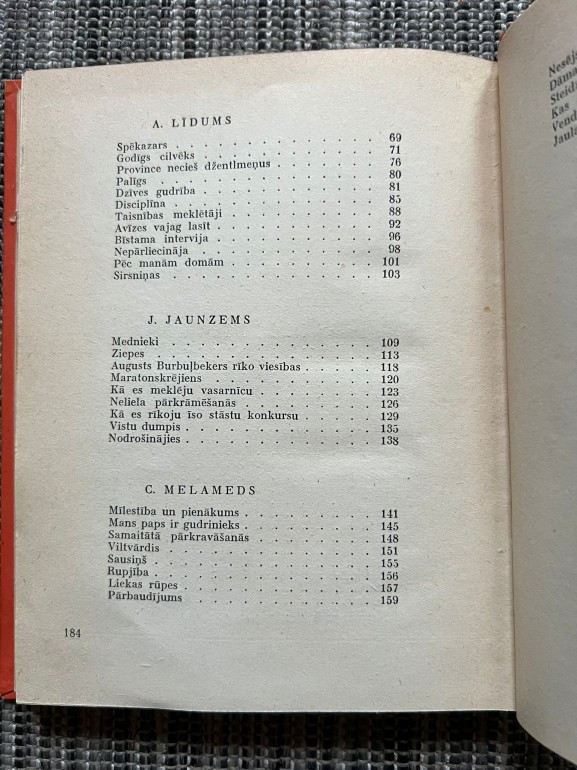 A. LĪDUMS
Spēkazars . . . . . . . . . . . . . . 69
Godīgs cilvēks . . . . . . . . . . . . 71
Province necieš džentlmeņus . . . . . . . 76
Palīgs . . . . . . . . . . . . . . . 80
Dzīves gudrība . . . . . . . . . . . . 81
Disciplīna . . . . . . . . . . . . . . 85
Taisnības meklētāji . . . . . . . . . . 88
Avīzes vajag lasīt . . . . . . . . . . . 92
Bīstama intervija . . . . . . . . . . . 96
Nepārliecināja . . . . . . . . . . . . 98
Pēc manām domām . . . . . . . . . . 101
Sirsniņas . . . . . . . . . . . . . . 103
J. JAUNZEMS
Mednieki . . . . . . . . . . . . . . 109
Ziepes . . . . . . . . . . . . . . . 113
Augusts Burbuļbekers rīko viesības . . . . . 118
Maratonskrējiens . . . . . . . . . . . 120
Kā es meklēju vasarnīcu . . . . . . . . 123
Neliela pārkrāmēšanās . . . . . . . . . 126
Kā es rīkoju īso stāstu konkursu . . . . . 129
Vistu dumpis . . . . . . . . . . . . . 135
Nodrošinājies . . . . . . . . . . . . . 138
C. MELAMEDS
Mīlestība un pienākums . . . . . . . . . 141
Mans paps ir gudrinieks . . . . . . . . 145
Samaitātā pārkravāšanās . . . . . . . . 148
Viltvārdis . . . . . . . . . . . . . . 151
Sausiņš . . . . . . . . . . . . . . . 155
Rupjība . . . . . . . . . . . . . . . 156
Liekas rūpes . . . . . . . . . . . . . 157
Pārbaudījums . . . . . . . . . . . . 159
184
Kas